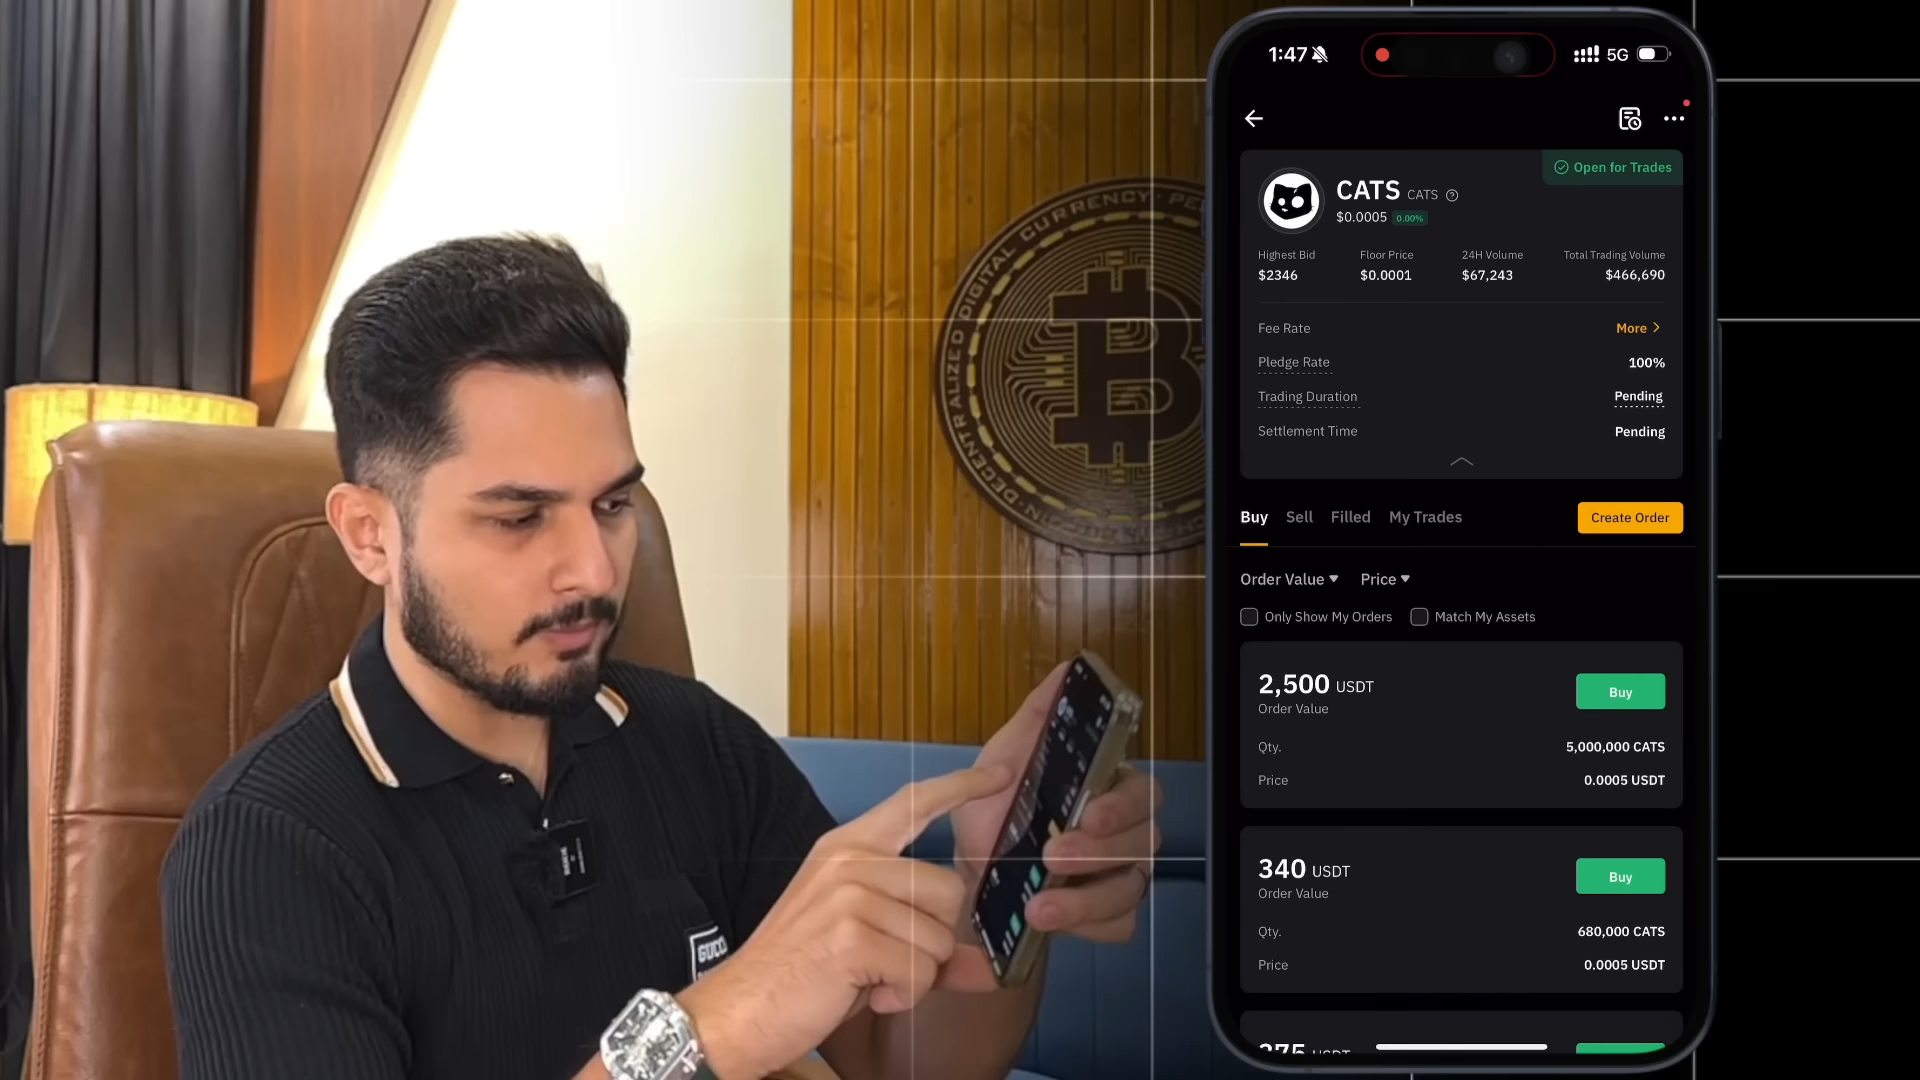 DECENTRALIZED DIGITAL CURRENCY
B
GUCCI
1:47
5G
Open for Trades
CATS CATS
$0.0005 0.00%
Highest Bid Floor Price 24H Volume Total Trading Volume
$2346 $0.0001 $67,243 $466,690
Fee Rate More
Pledge Rate 100%
Trading Duration Pending
Settlement Time Pending
Buy Sell Filled My Trades Create Order
Order Value Price
Only Show My Orders Match My Assets
2,500 USDT Buy
Order Value
Qty. 5,000,000 CATS
Price 0.0005 USDT
340 USDT Buy
Order Value
Qty. 680,000 CATS
Price 0.0005 USDT